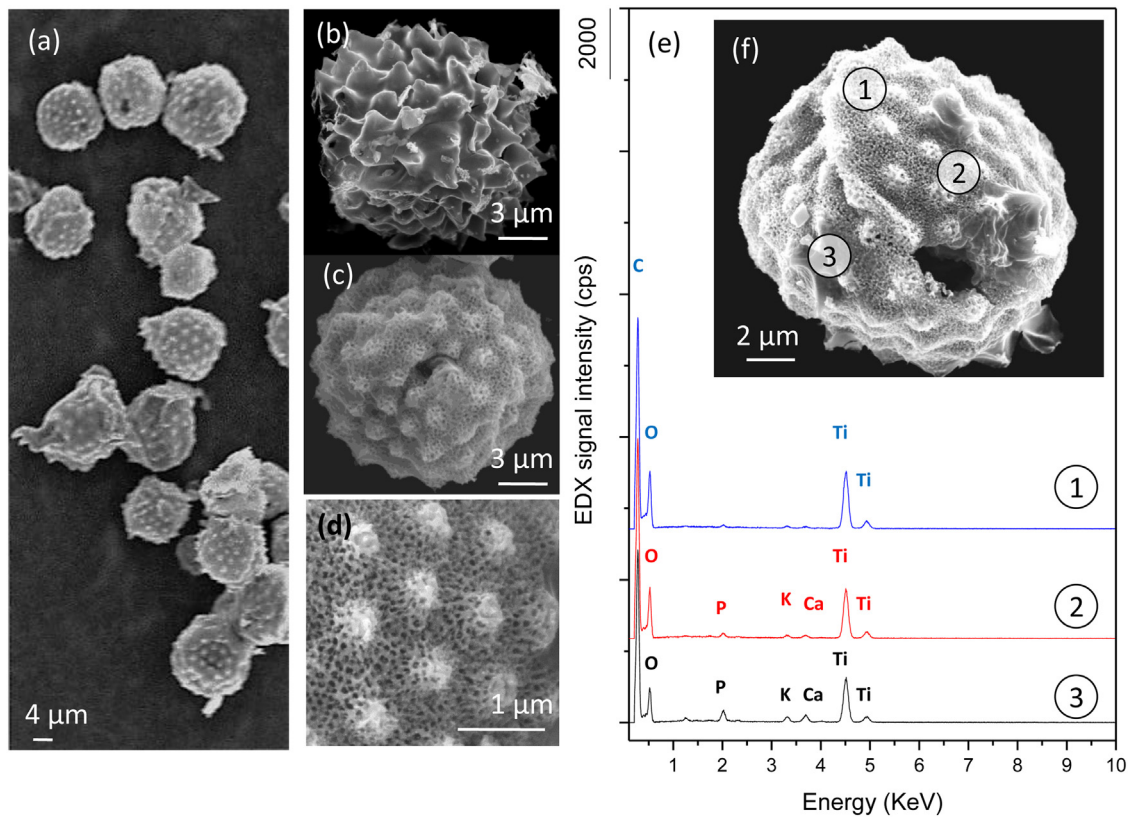 (a)
4 µm
(b)
3 µm
(c)
3 µm
(d)
1 µm
2000
(e)
EDX signal intensity (cps)
(f)
1
2
3
2 µm
C
O
Ti
Ti
1
O
P
K
Ca
Ti
Ti
2
O
P
K
Ca
Ti
Ti
3
1 2 3 4 5 6 7 8 9 10
Energy (KeV)